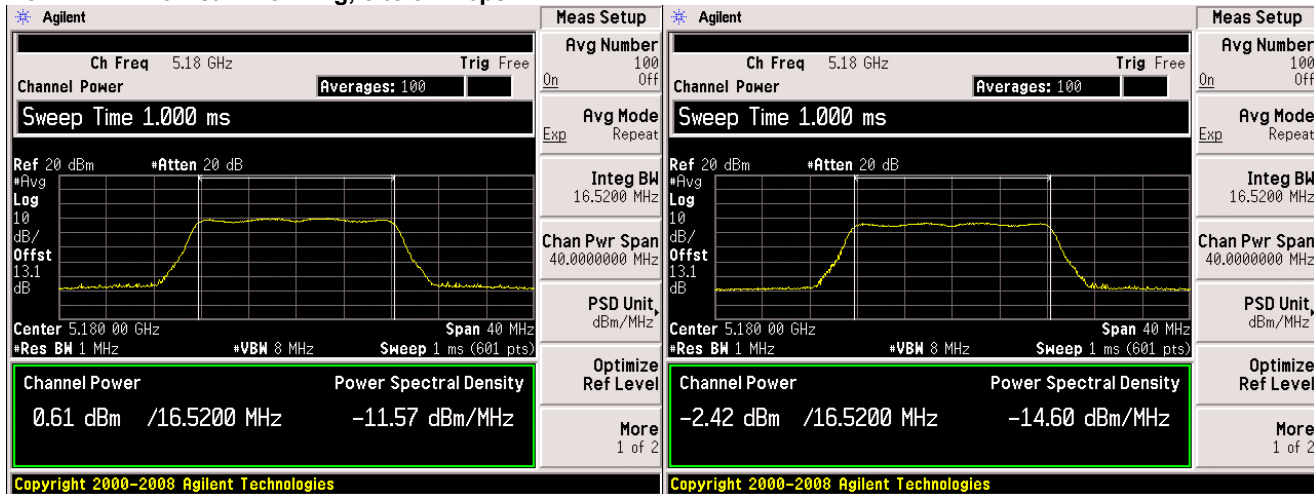 Agilent
Meas Setup
Ch Freq 5.18 GHz Trig Free
Channel Power Averages: 100
Sweep Time 1.000 ms
Ref 20 dBm #Atten 20 dB
#Avg
Log
10
dB/
Offst
13.1
dB
Center 5.180 00 GHz Span 40 MHz
#Res BW 1 MHz #VBW 8 MHz Sweep 1 ms (601 pts)
Channel Power Power Spectral Density
0.61 dBm /16.5200 MHz -11.57 dBm/MHz
Copyright 2000-2008 Agilent Technologies
Avg Number
100
On Off
Avg Mode
Exp Repeat
Integ BW
16.5200 MHz
Chan Pwr Span
40.0000000 MHz
PSD Unit
dBm/MHz
Optimize
Ref Level
More
1 of 2
Agilent
Meas Setup
Ch Freq 5.18 GHz Trig Free
Channel Power Averages: 100
Sweep Time 1.000 ms
Ref 20 dBm #Atten 20 dB
#Avg
Log
10
dB/
Offst
13.1
dB
Center 5.180 00 GHz Span 40 MHz
#Res BW 1 MHz #VBW 8 MHz Sweep 1 ms (601 pts)
Channel Power Power Spectral Density
-2.42 dBm /16.5200 MHz -14.60 dBm/MHz
Copyright 2000-2008 Agilent Technologies
Avg Number
100
On Off
Avg Mode
Exp Repeat
Integ BW
16.5200 MHz
Chan Pwr Span
40.0000000 MHz
PSD Unit
dBm/MHz
Optimize
Ref Level
More
1 of 2